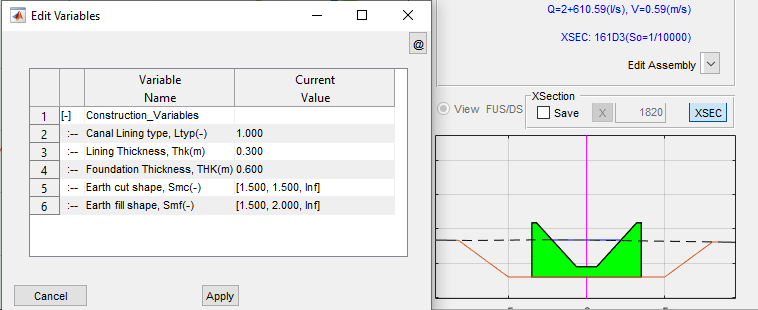 Edit Variables
@
Variable Name
Current Value
1 [-] Construction_Variables
2 :-- Canal Lining type, Ltyp(-) 1.000
3 :-- Lining Thickness, Thk(m) 0.300
4 :-- Foundation Thickness, THK(m) 0.600
5 :-- Earth cut shape, Smc(-) [1.500, 1.500, Inf]
6 :-- Earth fill shape, Smf(-) [1.500, 2.000, Inf]
Cancel
Apply
Q=2+610.59(l/s), V=0.59(m/s)
XSEC: 161D3(So=1/10000)
Edit Assembly
View FUS/DS
XSection
Save X 1820 XSEC